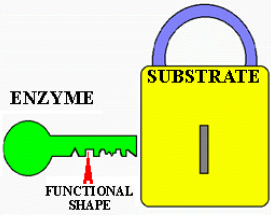 SUBSTRATE
ENZYME
FUNCTIONAL
SHAPE